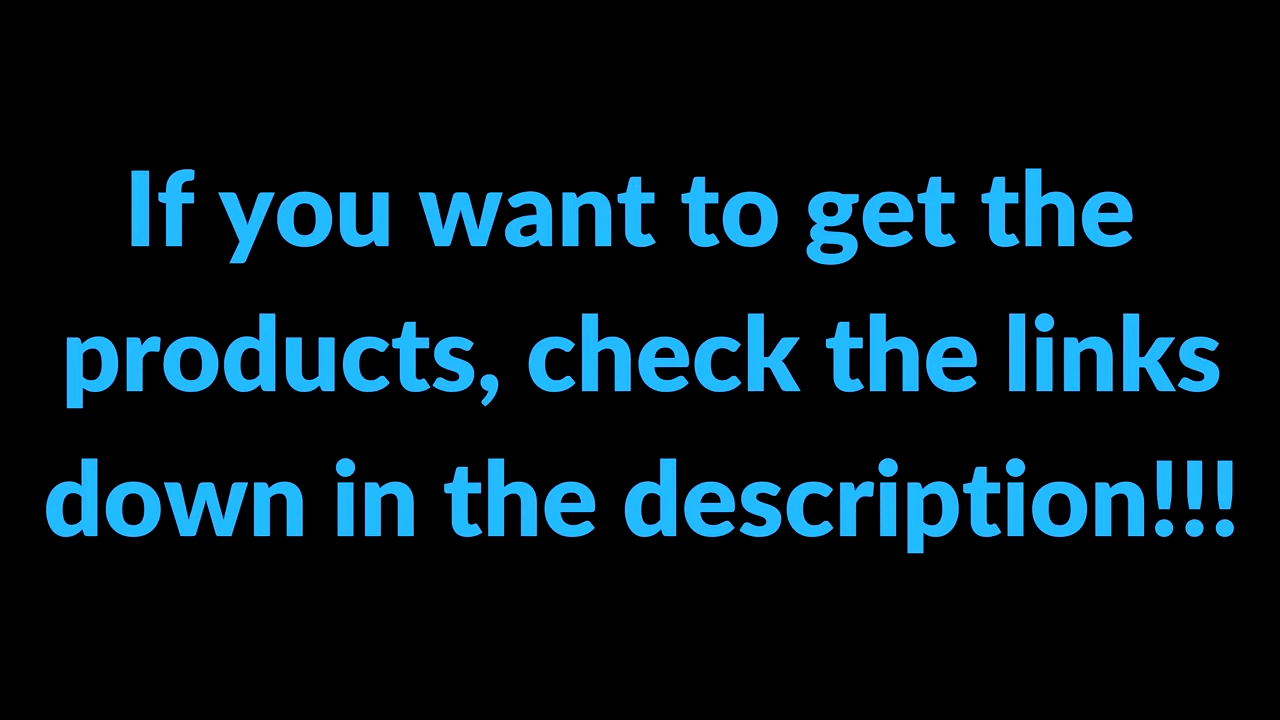 If you want to get the
products, check the links
down in the description!!!